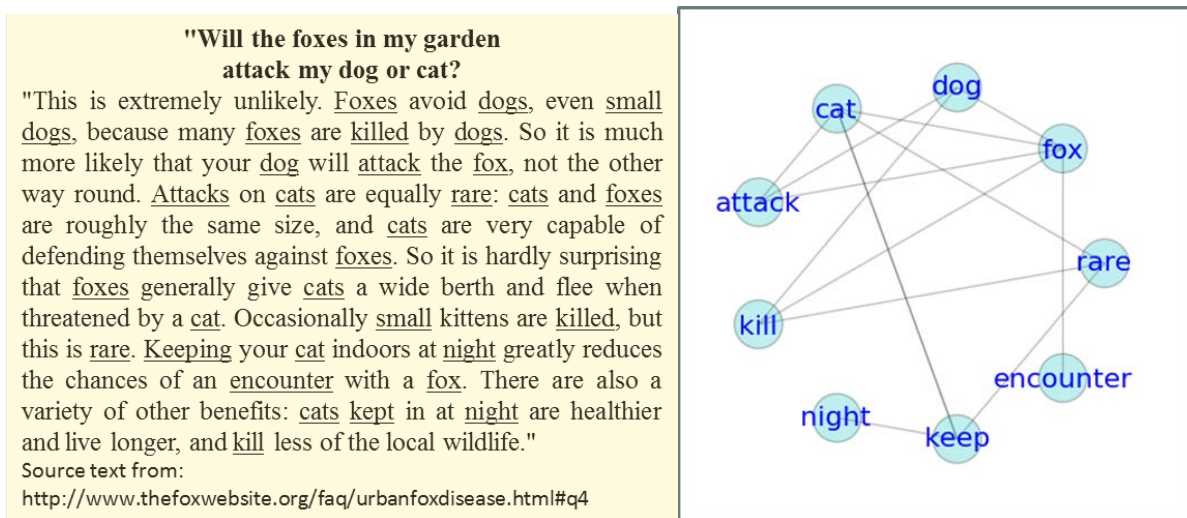 "Will the foxes in my garden
attack my dog or cat?
"This is extremely unlikely. Foxes avoid dogs, even small
dogs, because many foxes are killed by dogs. So it is much
more likely that your dog will attack the fox, not the other
way round. Attacks on cats are equally rare: cats and foxes
are roughly the same size, and cats are very capable of
defending themselves against foxes. So it is hardly surprising
that foxes generally give cats a wide berth and flee when
threatened by a cat. Occasionally small kittens are killed, but
this is rare. Keeping your cat indoors at night greatly reduces
the chances of an encounter with a fox. There are also a
variety of other benefits: cats kept in at night are healthier
and live longer, and kill less of the local wildlife."
Source text from:
http://www.thefoxwebsite.org/faq/urbanfoxdisease.html#q4
dog
cat
fox
attack
rare
kill
encounter
night
keep